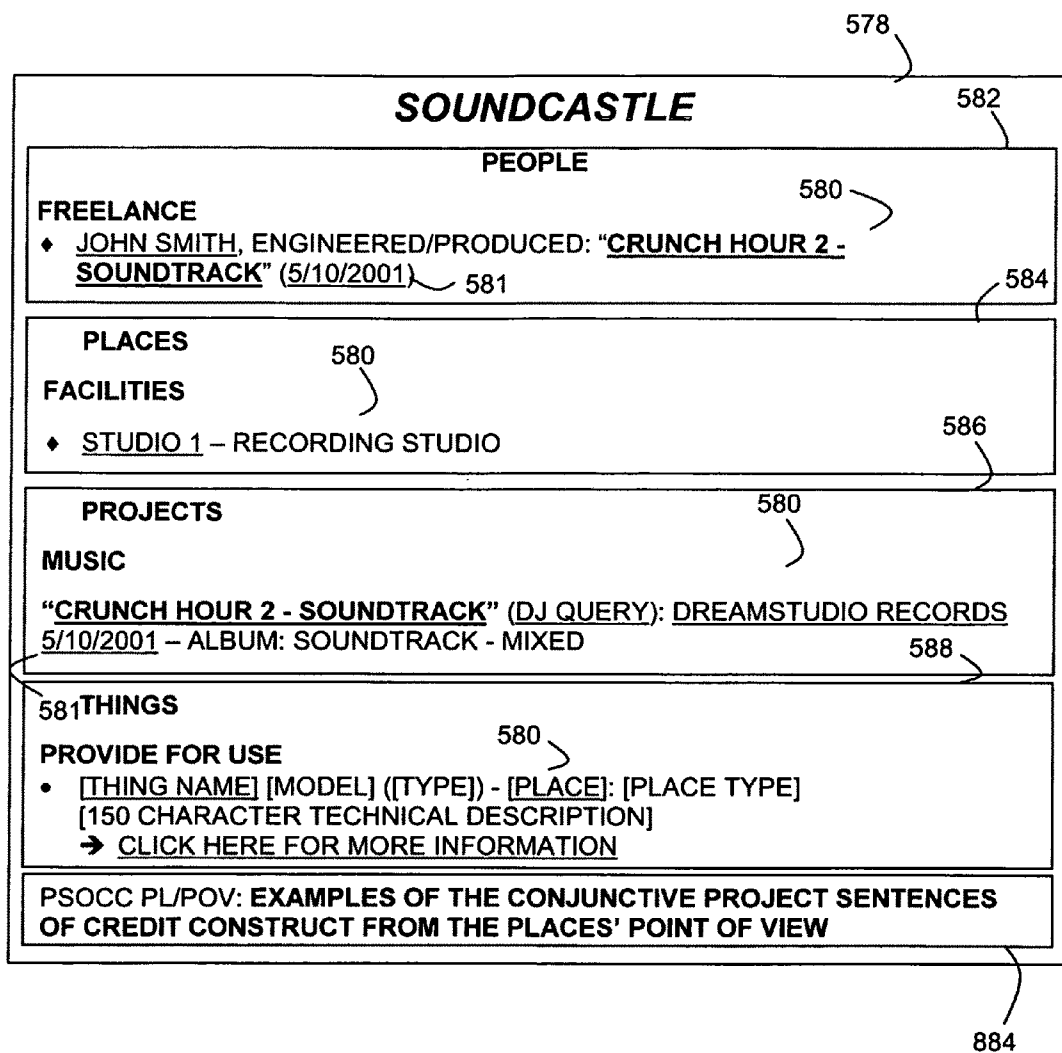 578
SOUNDCASTLE
582
PEOPLE
580
FREELANCE
♦ JOHN SMITH, ENGINEERED/PRODUCED: “CRUNCH HOUR 2 -
SOUNDTRACK” (5/10/2001)
581
584
PLACES
580
FACILITIES
586
♦ STUDIO 1 – RECORDING STUDIO
PROJECTS
580
MUSIC
“CRUNCH HOUR 2 - SOUNDTRACK” (DJ QUERY): DREAMSTUDIO RECORDS
5/10/2001 – ALBUM: SOUNDTRACK - MIXED
588
581 THINGS
580
PROVIDE FOR USE
• [THING NAME] [MODEL] ([TYPE]) - [PLACE]: [PLACE TYPE]
[150 CHARACTER TECHNICAL DESCRIPTION]
➔ CLICK HERE FOR MORE INFORMATION
PSOCC PL/POV: EXAMPLES OF THE CONJUNCTIVE PROJECT SENTENCES
OF CREDIT CONSTRUCT FROM THE PLACES’ POINT OF VIEW
884